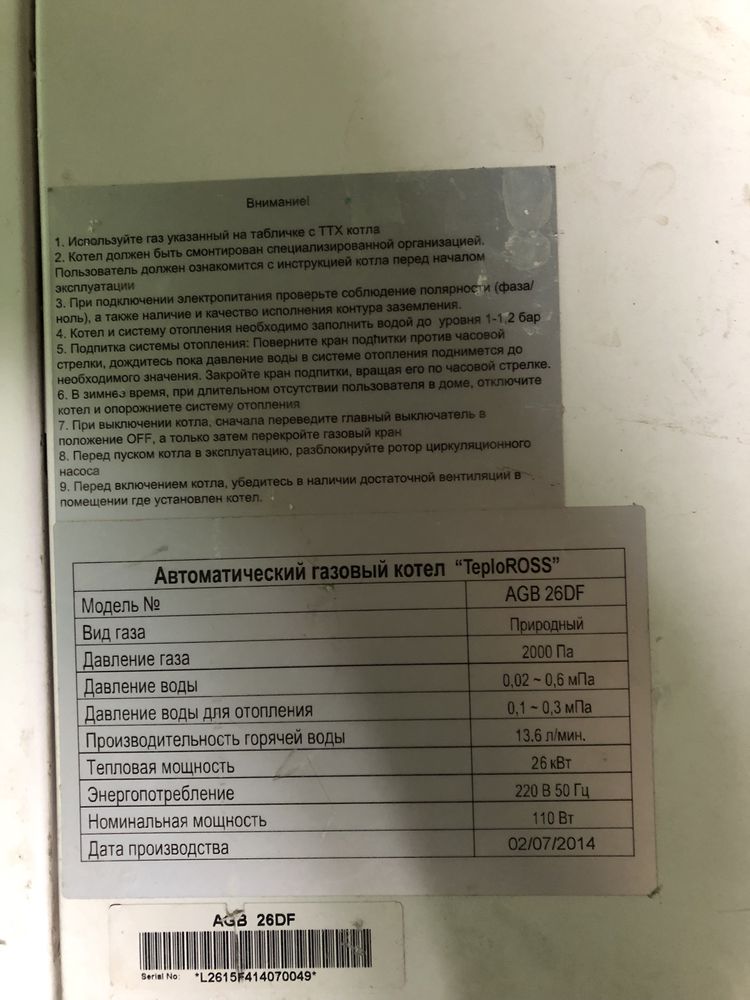 Внимание!
1. Используйте газ указанный на табличке с ТТХ котла
2. Котел должен быть смонтирован специализированной организацией.
Пользователь должен ознакомится с инструкцией котла перед началом
эксплуатации
3. При подключении электропитания проверьте соблюдение полярности (фаза/
ноль), а также наличие и качество исполнения контура заземления.
4. Котел и систему отопления необходимо заполнить водой до уровня 1-1,2 бар
5. Подпитка системы отопления: Поверните кран подпитки против часовой
стрелки, дождитесь пока давление воды в системе отопления поднимется до
необходимого значения. Закройте кран подпитки, вращая его по часовой стрелке.
6. В зимнее время, при длительном отсутствии пользователя в доме, отключите
котел и опорожниете систему отопления
7. При выключении котла, сначала переведите главный выключатель в
положение OFF, а только затем перекройте газовый кран
8. Перед пуском котла в эксплуатацию, разблокируйте ротор циркуляционного
насоса
9. Перед включением котла, убедитесь в наличии достаточной вентиляции в
помещении где установлен котел.
Автоматический газовый котел “TeploROSS”
Модель № AGB 26DF
Вид газа Природный
Давление газа 2000 Па
Давление воды 0,02 ~ 0,6 мПа
Давление воды для отопления 0,1 ~ 0,3 мПа
Производительность горячей воды 13.6 л/мин.
Тепловая мощность 26 кВт
Энергопотребление 220 В 50 Гц
Номинальная мощность 110 Вт
Дата производства 02/07/2014
AGB 26DF
Serial No: *L2615F414070049*